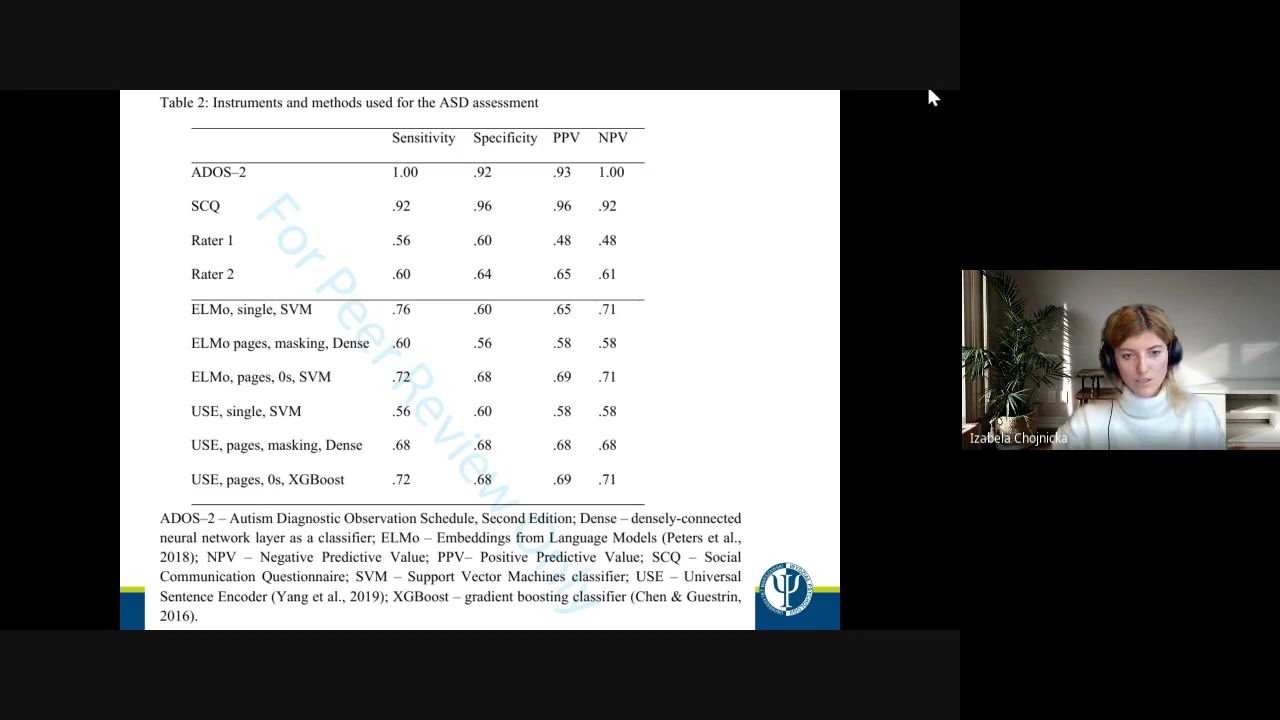 Table 2: Instruments and methods used for the ASD assessment
Sensitivity Specificity PPV NPV
ADOS–2 1.00 .92 .93 1.00
SCQ .92 .96 .96 .92
Rater 1 .56 .60 .48 .48
Rater 2 .60 .64 .65 .61
ELMo, single, SVM .76 .60 .65 .71
ELMo pages, masking, Dense .60 .56 .58 .58
ELMo, pages, 0s, SVM .72 .68 .69 .71
USE, single, SVM .56 .60 .58 .58
USE, pages, masking, Dense .68 .68 .68 .68
USE, pages, 0s, XGBoost .72 .68 .69 .71
ADOS–2 – Autism Diagnostic Observation Schedule, Second Edition; Dense – densely-connected
neural network layer as a classifier; ELMo – Embeddings from Language Models (Peters et al.,
2018); NPV – Negative Predictive Value; PPV– Positive Predictive Value; SCQ – Social
Communication Questionnaire; SVM – Support Vector Machines classifier; USE – Universal
Sentence Encoder (Yang et al., 2019); XGBoost – gradient boosting classifier (Chen & Guestrin,
2016).
For Peer Review Only
Izabela Chojnicka